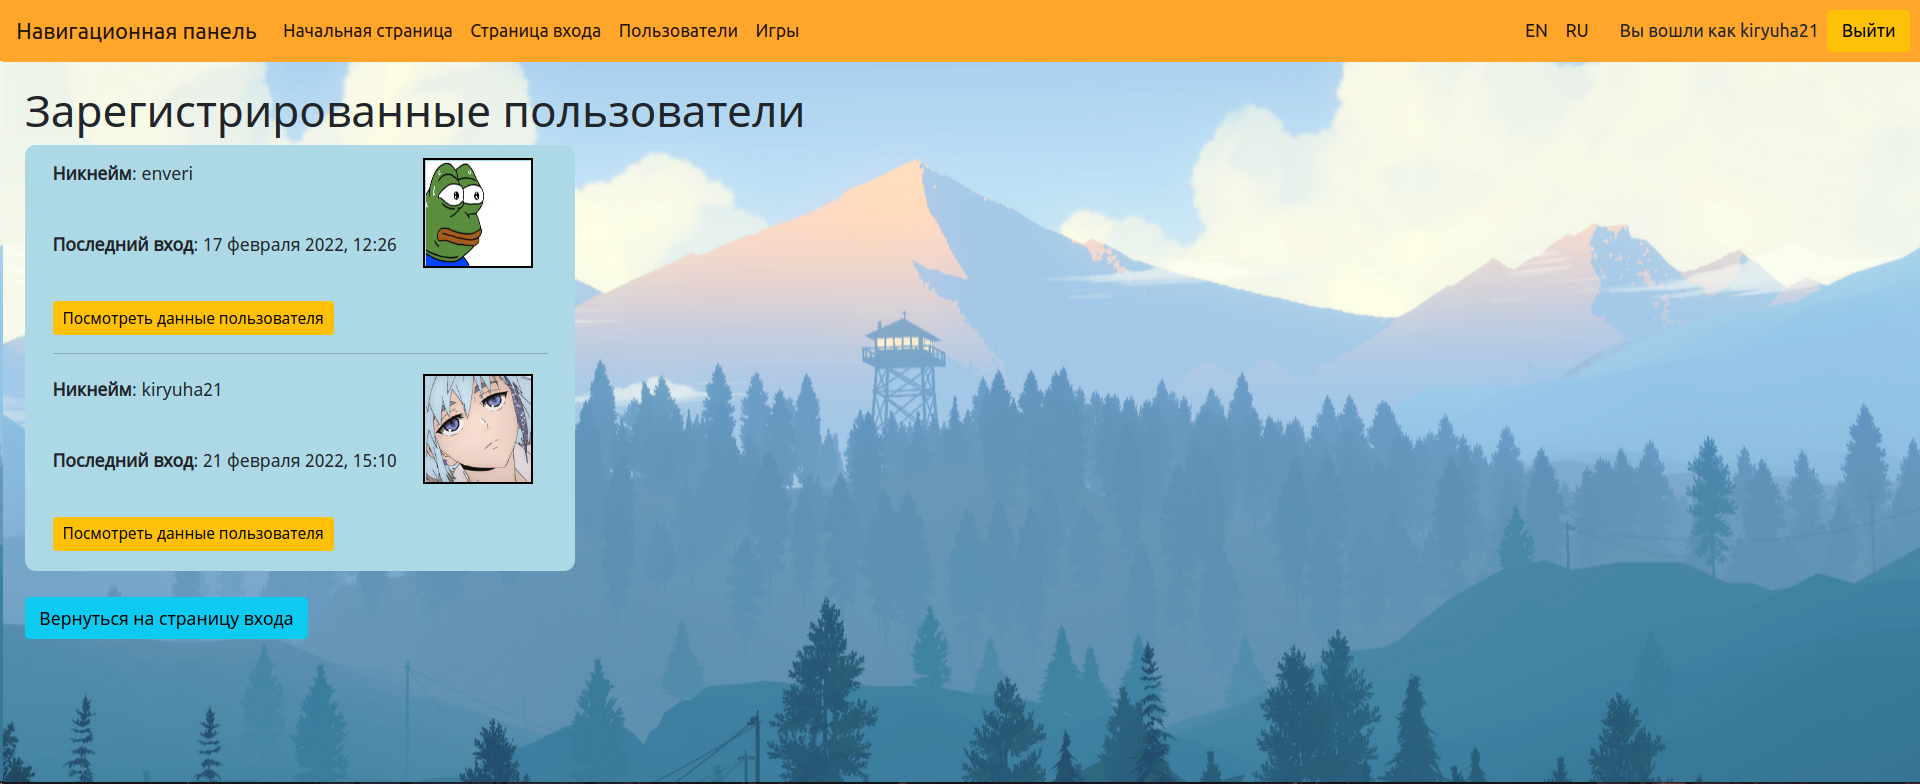 Навигационная панель Начальная страница Страница входа Пользователи Игры EN RU Вы вошли как kiryuha21 Выйти
Зарегистрированные пользователи
Никнейм: enveri
Последний вход: 17 февраля 2022, 12:26
Посмотреть данные пользователя
Никнейм: kiryuha21
Последний вход: 21 февраля 2022, 15:10
Посмотреть данные пользователя
Вернуться на страницу входа